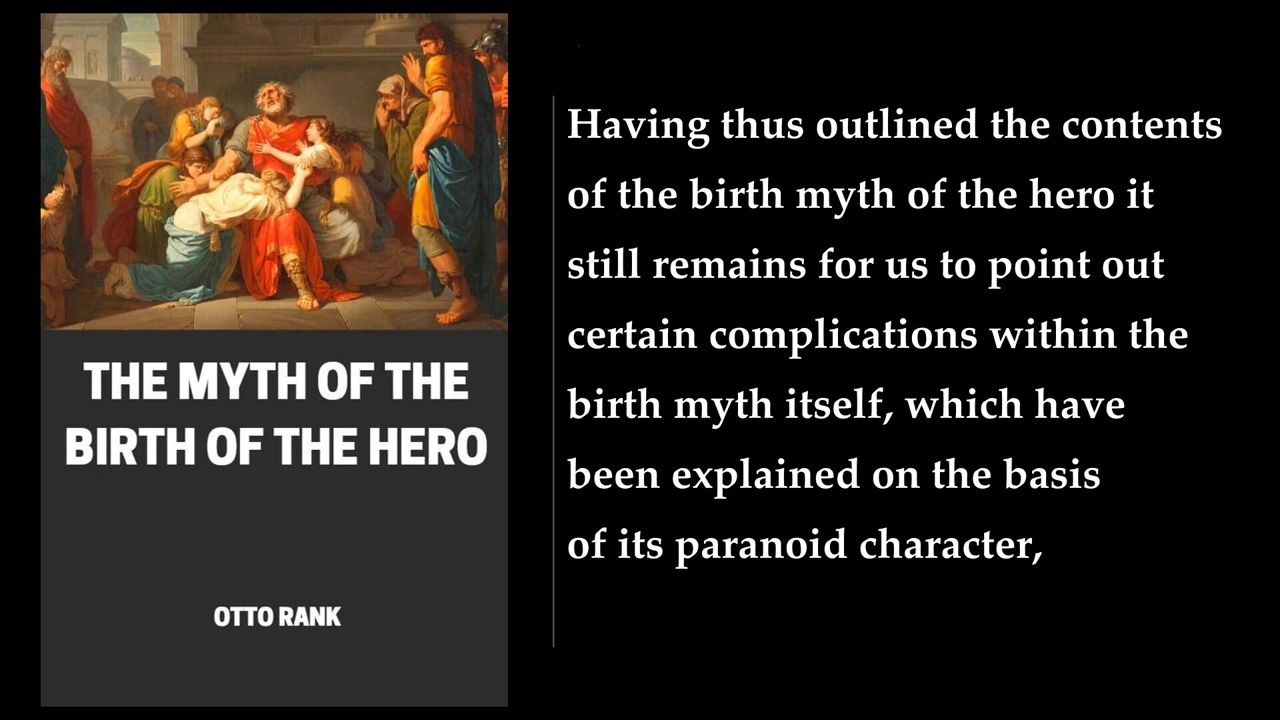 THE MYTH OF THE
BIRTH OF THE HERO
OTTO RANK
Having thus outlined the contents
of the birth myth of the hero it
still remains for us to point out
certain complications within the
birth myth itself, which have
been explained on the basis
of its paranoid character,